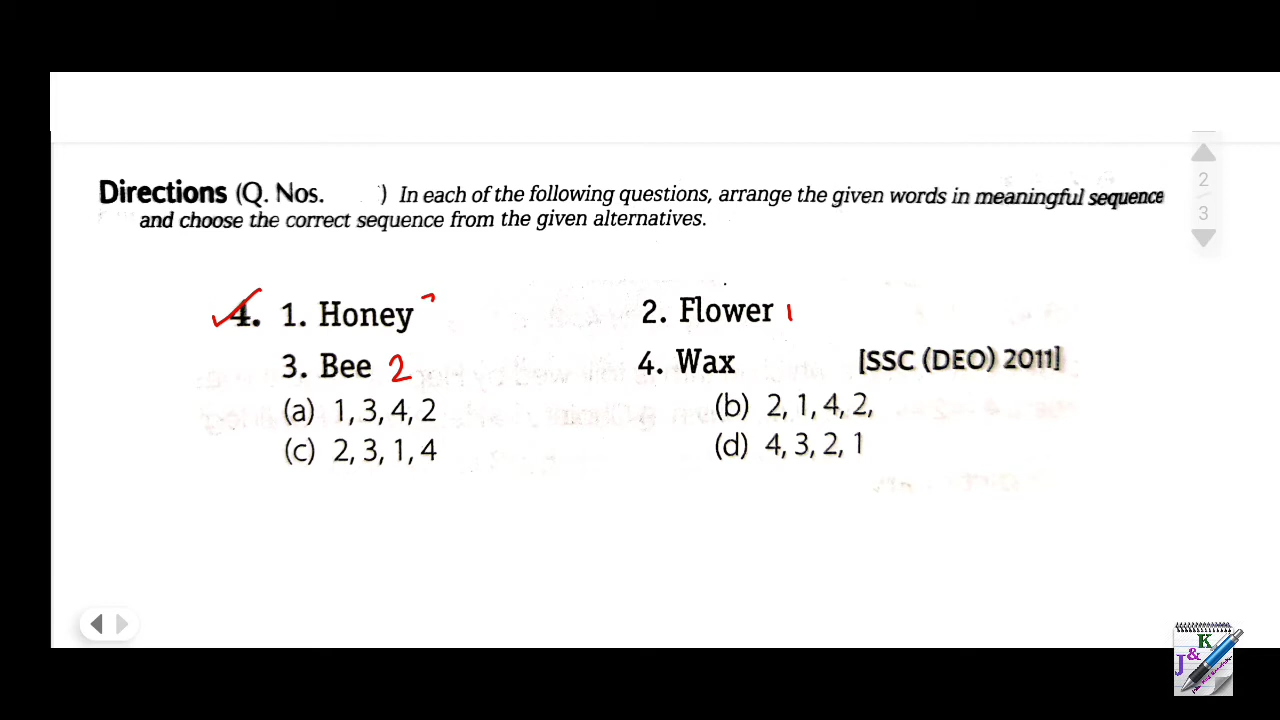 Directions (Q. Nos. ) In each of the following questions, arrange the given words in meaningful sequence
and choose the correct sequence from the given alternatives.
2
3
4. 1. Honey 2. Flower 1
3. Bee 2 4. Wax [SSC (DEO) 2011]
(a) 1, 3, 4, 2 (b) 2, 1, 4, 2,
(c) 2, 3, 1, 4 (d) 4, 3, 2, 1
J&K